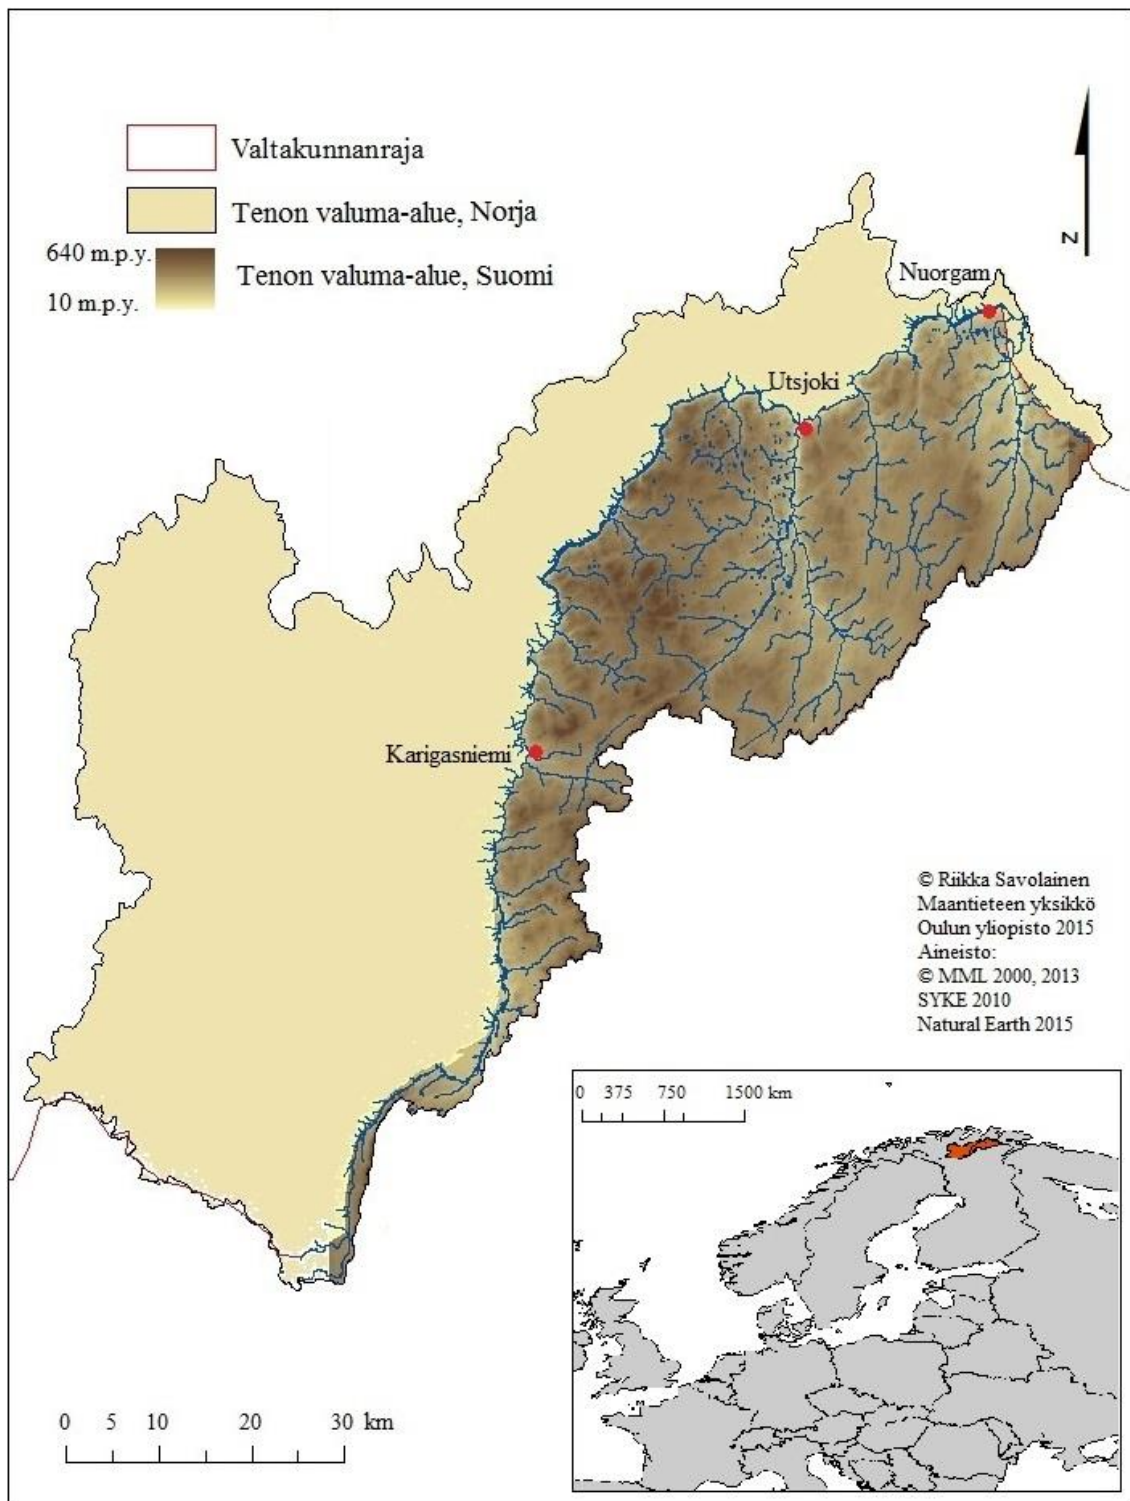 Valtakunnanraja
Tenon valuma-alue, Norja
640 m.p.y.
Tenon valuma-alue, Suomi
10 m.p.y.
N
Nuorgam
Utsjoki
Karigasniemi
© Riikka Savolainen
Maantieteen yksikkö
Oulun yliopisto 2015
Aineisto:
© MML 2000, 2013
SYKE 2010
Natural Earth 2015
0 375 750 1500 km
0 5 10 20 30 km